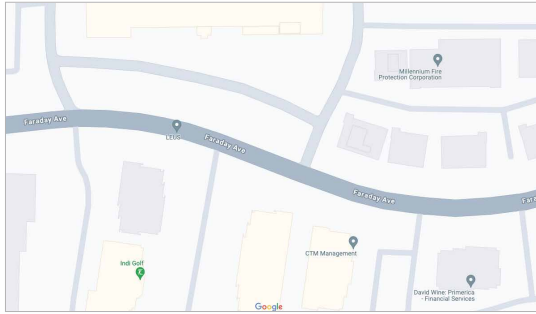 Millennium Fire
Protection Corporation
Faraday Ave
Faraday Ave
Faraday Ave
Indi Golf
CTM Management
David Wine: Primerica
- Financial Services
Google